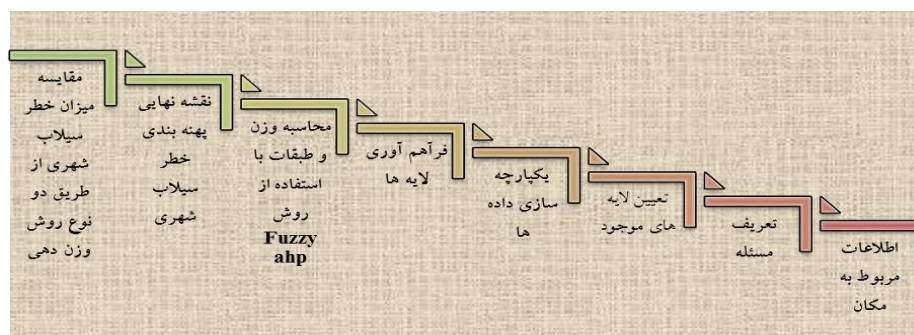 اطلاعات
مربوط به
مکان
تعریف
مسئله
تعیین لایه
های موجود
یکپارچه
سازی داده
ها
فرآهم آوری
لایه ها
محاسبه وزن
و طبقات با
استفاده از
روش
Fuzzy
ahp
نقشه نهایی
پهنه بندی
خطر
سیلاب
شهری
مقایسه
میزان خطر
سیلاب
شهری از
طریق دو
نوع روش
وزن دهی